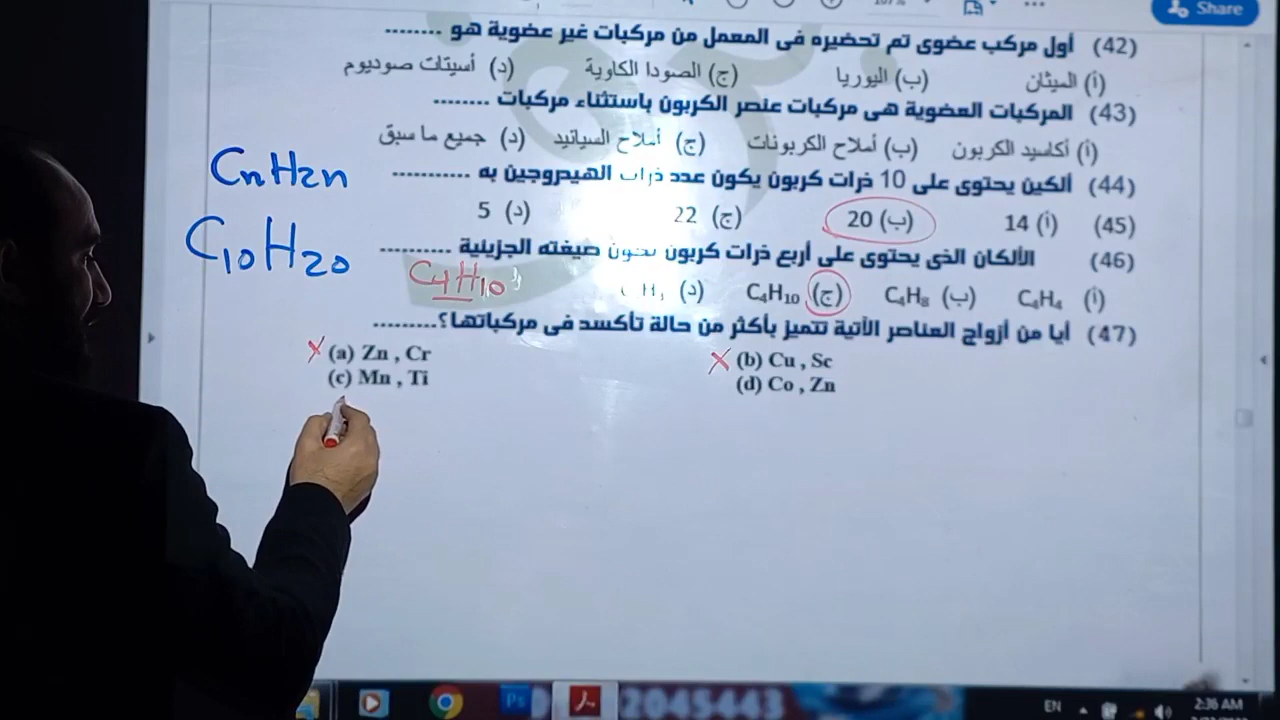 Share
(42) أول مركب عضوى تم تحضيره فى المعمل من مركبات غير عضوية هو ........
(أ) الميثان (ب) اليوريا (ج) الصودا الكاوية (د) أسيتات صوديوم
(43) المركبات العضوية هى مركبات عنصر الكربون باستثناء مركبات ........
(أ) أكاسيد الكربون (ب) أملاح الكربونات (ج) أملاح السيانيد (د) جميع ما سبق
CnH2n
(44) ألكين يحتوى على 10 ذرات كربون يكون عدد ذرات الهيدروجين به ...........
(45) (أ) 14 (ب) 20 (ج) 22 (د) 5
C10H20
(46) الألكان الذى يحتوى على أربع ذرات كربون تكون صيغته الجزيئية ..........
(أ) C₄H₄ (ب) C₄H₈ (ج) C₄H₁₀ (د)
C4H10
(47) أيا من أزواج العناصر الآتية تتميز بأكثر من حالة تأكسد فى مركباتها؟.........
X (a) Zn , Cr X (b) Cu , Sc
(c) Mn , Ti (d) Co , Zn
Ps 2045443 EN 2:36 AM